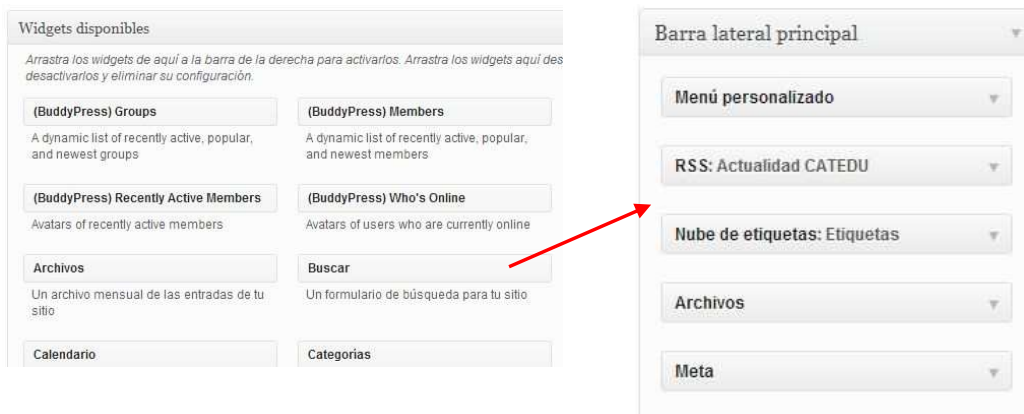 Widgets disponibles
Arrastra los widgets de aquí a la barra de la derecha para activarlos. Arrastra los widgets aquí des
desactivarlos y eliminar su configuración.
(BuddyPress) Groups
A dynamic list of recently active, popular,
and newest groups
(BuddyPress) Members
A dynamic list of recently active, popular,
and newest members
(BuddyPress) Recently Active Members
Avatars of recently active members
(BuddyPress) Who's Online
Avatars of users who are currently online
Archivos
Un archivo mensual de las entradas de tu
sitio
Buscar
Un formulario de búsqueda para tu sitio
Calendario
Categorías
Barra lateral principal
Menú personalizado
RSS: Actualidad CATEDU
Nube de etiquetas: Etiquetas
Archivos
Meta